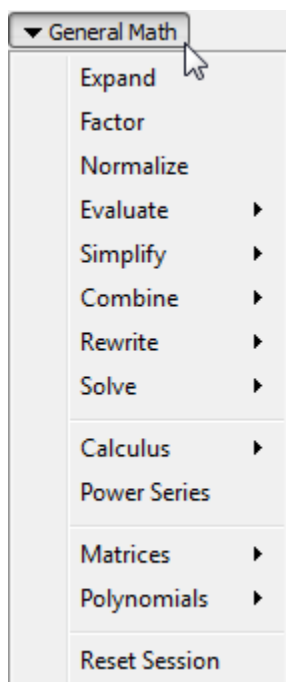 General Math
Expand
Factor
Normalize
Evaluate
Simplify
Combine
Rewrite
Solve
Calculus
Power Series
Matrices
Polynomials
Reset Session